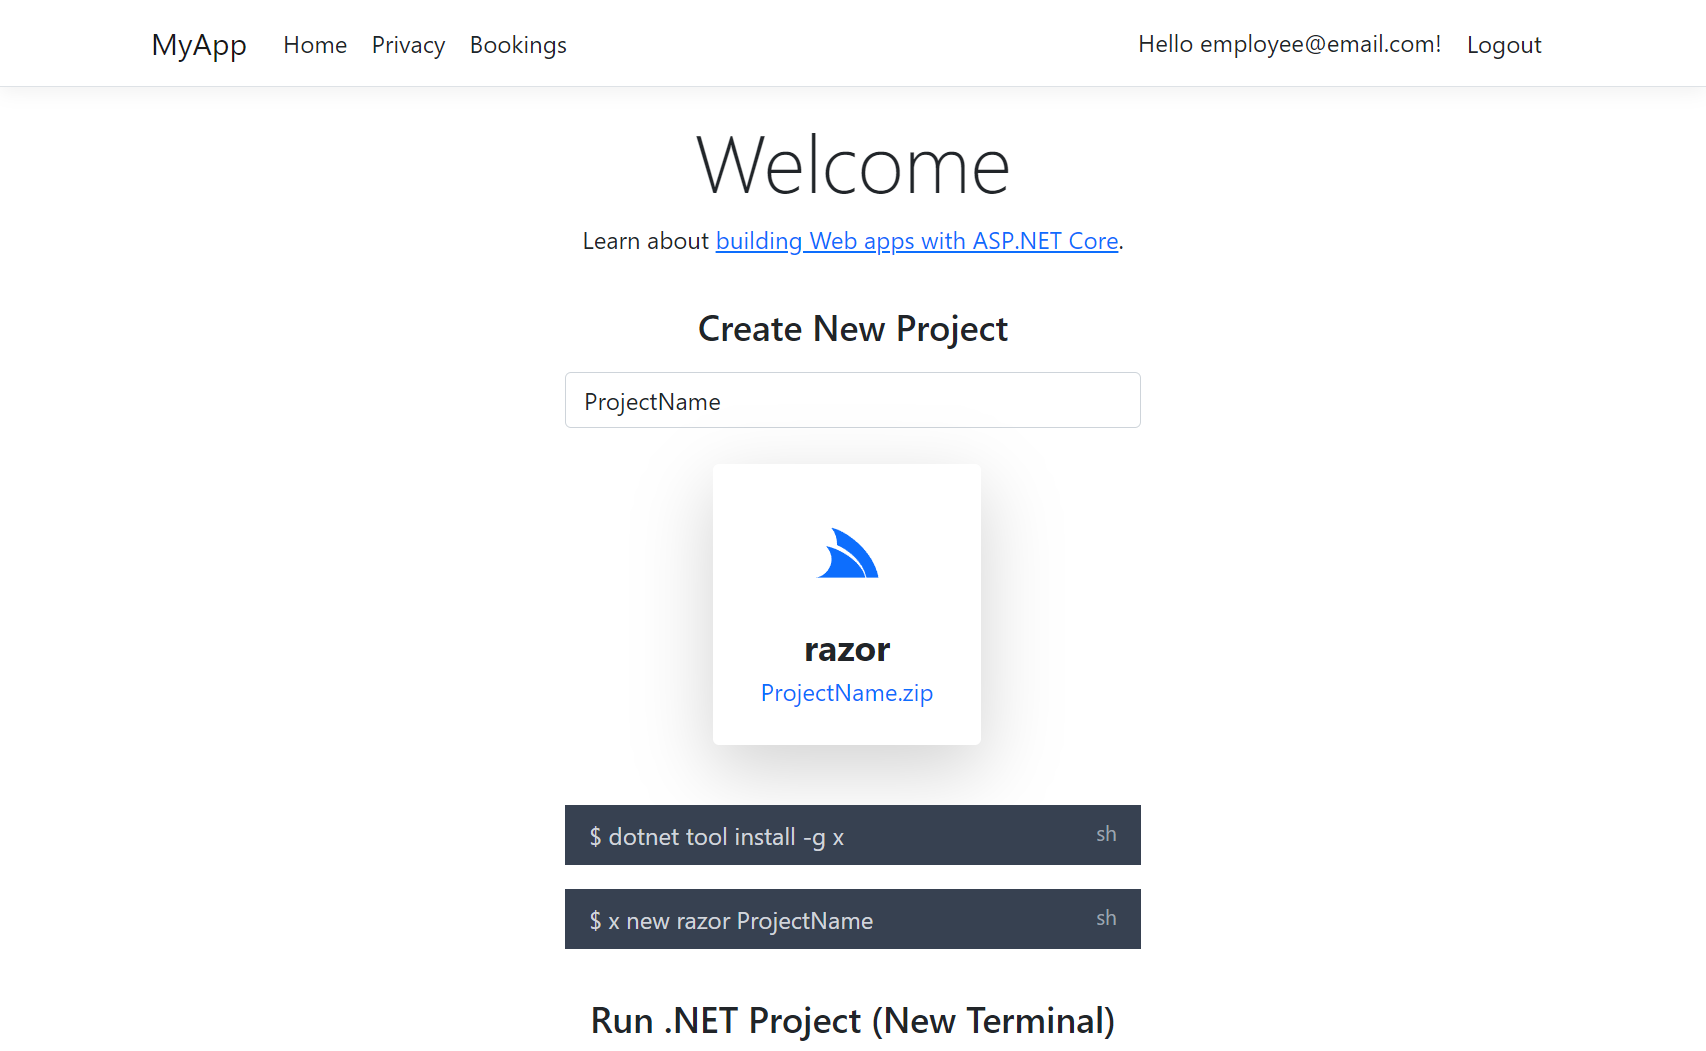 MyApp Home Privacy Bookings Hello employee@email.com! Logout
Welcome
Learn about building Web apps with ASP.NET Core.
Create New Project
ProjectName
razor
ProjectName.zip
$ dotnet tool install -g x sh
$ x new razor ProjectName sh
Run .NET Project (New Terminal)